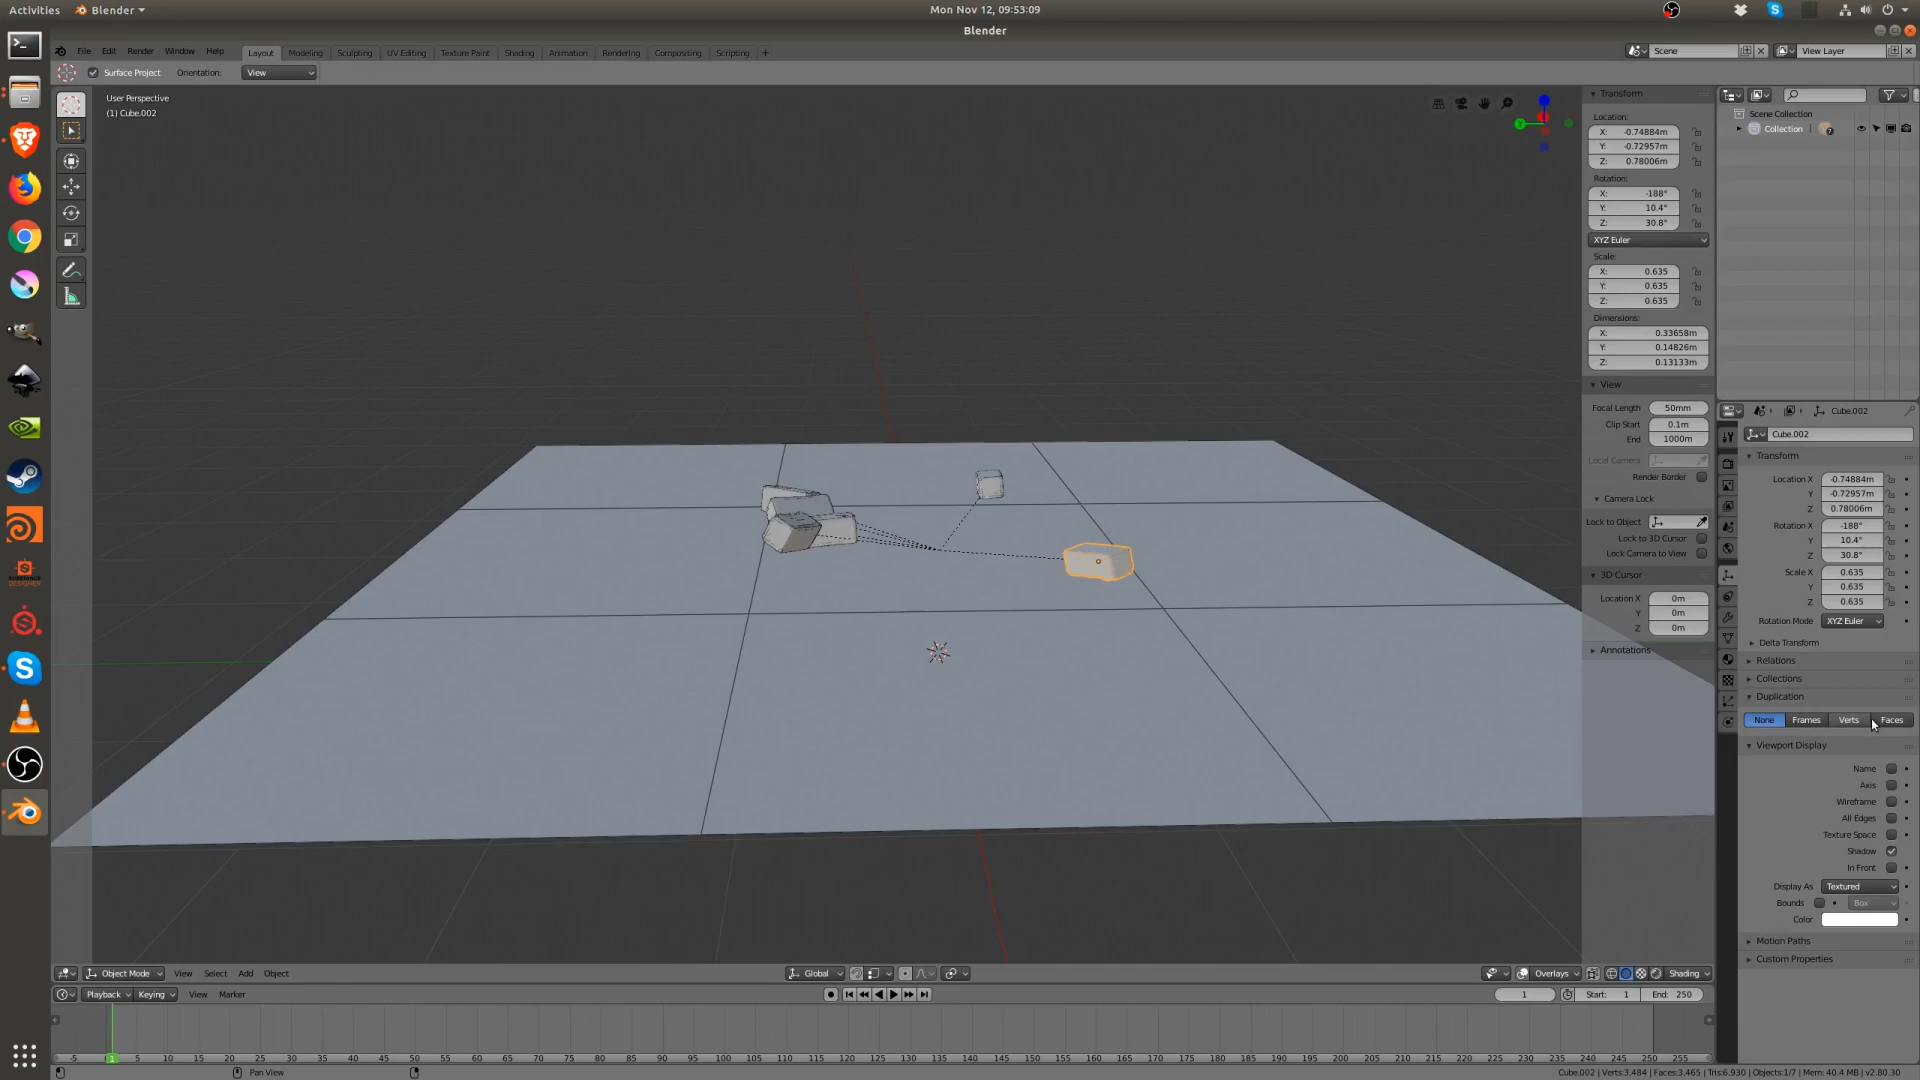 Activities
Blender
Mon Nov 12, 09:53:09
Blender
File Edit Render Window Help
Layout Modeling Sculpting UV Editing Texture Paint Shading Animation Rendering Compositing Scripting +
Scene
View Layer
Surface Project Orientation: View
User Perspective
(1) Cube.002
Transform
Location:
X: -0.74884m
Y: -0.72957m
Z: 0.78006m
Rotation:
X: -188°
Y: 10.4°
Z: 30.8°
XYZ Euler
Scale:
X: 0.635
Y: 0.635
Z: 0.635
Dimensions:
X: 0.33658m
Y: 0.14826m
Z: 0.13133m
View
Focal Length 50mm
Clip Start 0.1m
End 1000m
Local Camera
Render Border
Camera Lock
Lock to Object
Lock to 3D Cursor
Lock Camera to View
3D Cursor
Location X 0m
Y 0m
Z 0m
Annotations
Scene Collection
Collection
7
Cube.002
Cube.002
Transform
Location X -0.74884m
Y -0.72957m
Z 0.78006m
Rotation X -188°
Y 10.4°
Z 30.8°
Scale X 0.635
Y 0.635
Z 0.635
Rotation Mode XYZ Euler
Delta Transform
Relations
Collections
Duplication
None Frames Verts Faces
Viewport Display
Name
Axis
Wireframe
All Edges
Texture Space
Shadow
In Front
Display As Textured
Bounds Box
Color
Motion Paths
Custom Properties
Y
Object Mode View Select Add Object
Global
Overlays
Shading
Playback Keying View Marker
1
Start: 1
End: 250
-5 1 5 10 15 20 25 30 35 40 45 50 55 60 65 70 75 80 85 90 95 100 105 110 115 120 125 130 135 140 145 150 155 160 165 170 175 180 185 190 195 200 205 210 215 220 225 230 235 240 245 250 255
Pan View
Cube.002 | Verts:3,484 | Faces:3,465 | Tris:6,930 | Objects:1/7 | Mem: 40.4 MB | v2.80.30